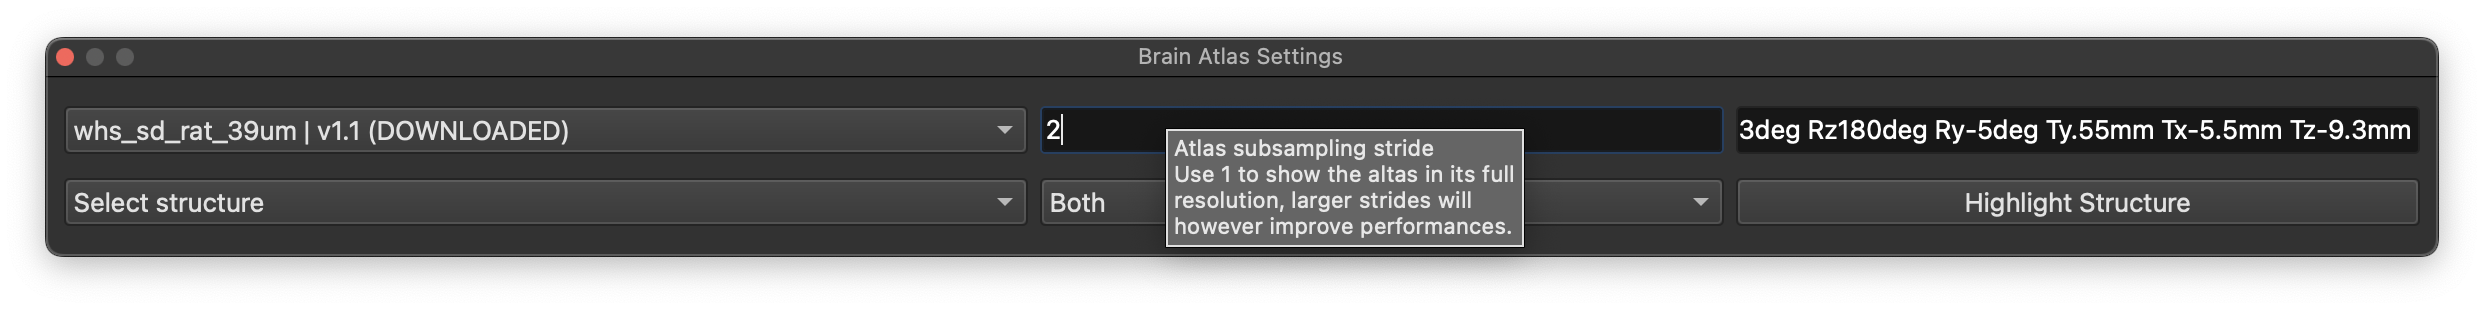 Brain Atlas Settings
whs_sd_rat_39um | v1.1 (DOWNLOADED)
2
3deg Rz180deg Ry-5deg Ty.55mm Tx-5.5mm Tz-9.3mm
Atlas subsampling stride
Use 1 to show the altas in its full
resolution, larger strides will
however improve performances.
Select structure
Both
Highlight Structure